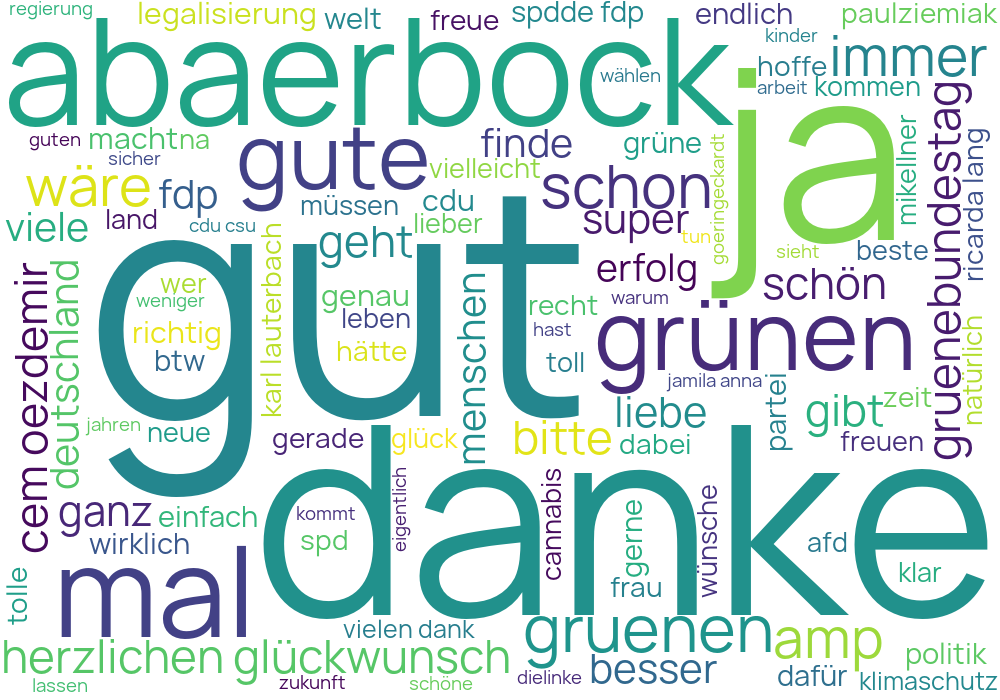 regierung
legalisierung
welt
freue
spdde fdp
endlich
paulziemiak
abaerbock
kinder
immer
hoffe
wählen
arbeit
kommen
ja
guten
macht
na
sicher
gute
finde
grüne
goeringeckardt
mikellner
gruenebundestag
ricarda lang
vielleicht
wäre
fdp
schon
müssen
cdu
super
viele
land
cdu csu
lieber
tun
beste
sieht
geht
karl lauterbach
gut
erfolg
schön
cem oezdemir
deutschland
wer
weniger
genau
menschen
recht
warum
grünen
richtig
leben
hast
natürlich
btw
hätte
toll
jamila anna
partei
liebe
gibt
zeit
jahren
neue
gerade
glück
bitte
dabei
freuen
danke
ganz
einfach
kommt
eigentlich
cannabis
gerne
wünsche
wirklich
spd
afd
mal
tolle
frau
klar
vielen dank
gruenen
amp
herzlichen glückwunsch
besser
dafür
politik
lassen
zukunft
schöne
dielinke
klimaschutz